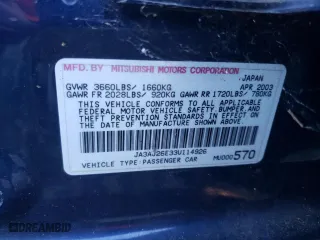 MFD. BY MITSUBISHI MOTORS CORPORATION
JAPAN
GVWR 3660LBS/ 1660KG APR 2003
GAWR FR 2028LBS/ 920KG GAWR RR 1720LBS/ 780KG
THIS VEHICLE CONFORMS TO ALL APPLICABLE
FEDERAL MOTOR VEHICLE SAFETY, BUMPER,
AND THEFT PREVENTION STANDARDS IN EFFECT
ON THE DATE OF MANUFACTURE SHOWN ABOVE.
JA3AJ26E33U114926
VEHICLE TYPE: PASSENGER CAR MU000570